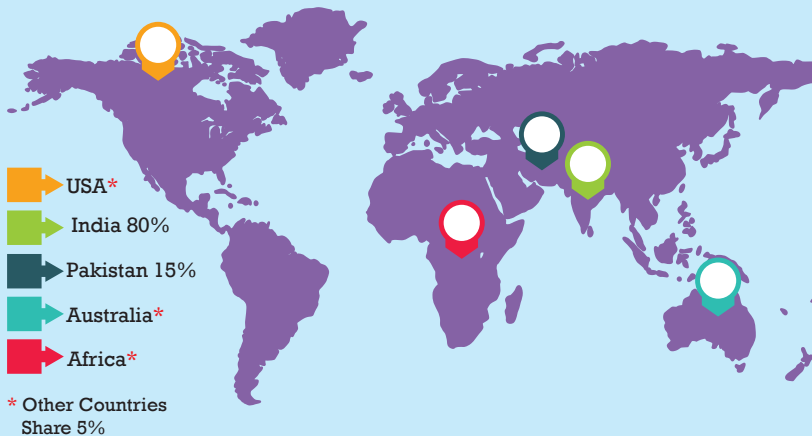 USA*
India 80%
Pakistan 15%
Australia*
Africa*
* Other Countries
Share 5%